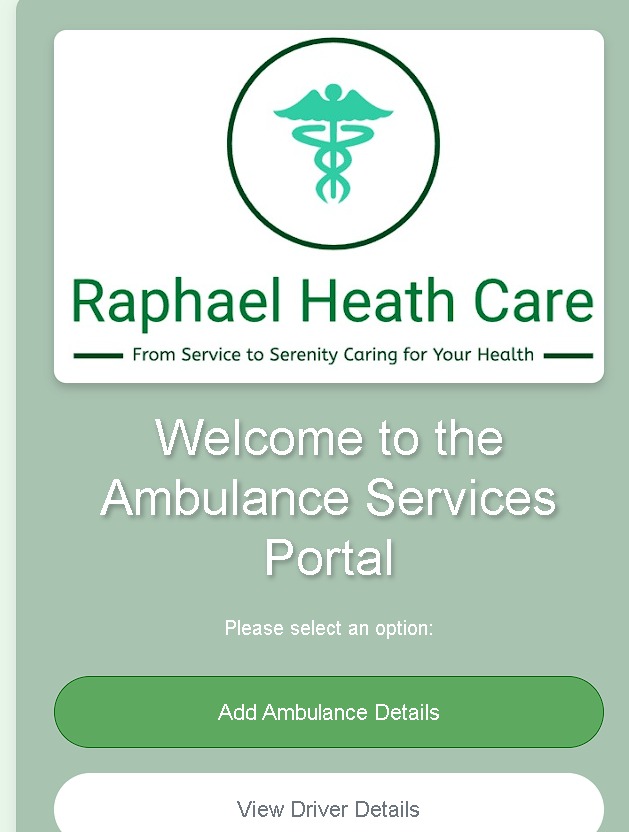 Raphael Heath Care
From Service to Serenity Caring for Your Health
Welcome to the
Ambulance Services
Portal
Please select an option:
Add Ambulance Details
View Driver Details